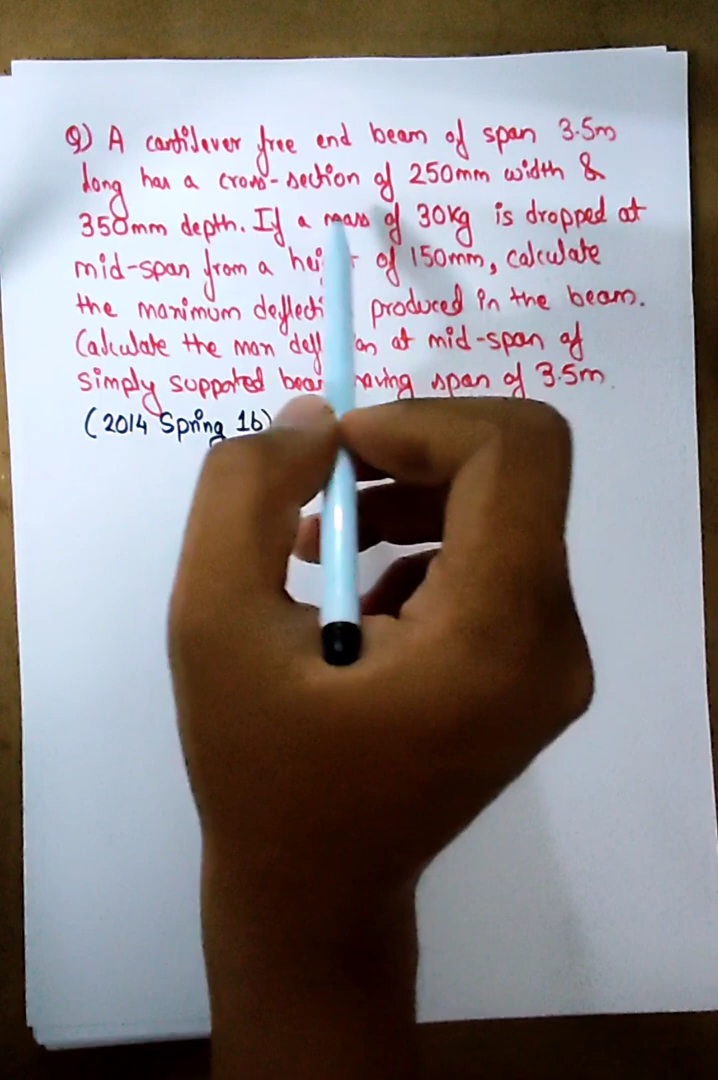 Q) A cantilever free end beam of span 3.5m
long has a cross-section of 250mm width &
350mm depth. If a mass of 30kg is dropped at
mid-span from a of 150mm, calculate
the maximum produced in the beam.
Calculate the max at mid-span of
simply supported span of 3.5m
(2014 Spring 1b)